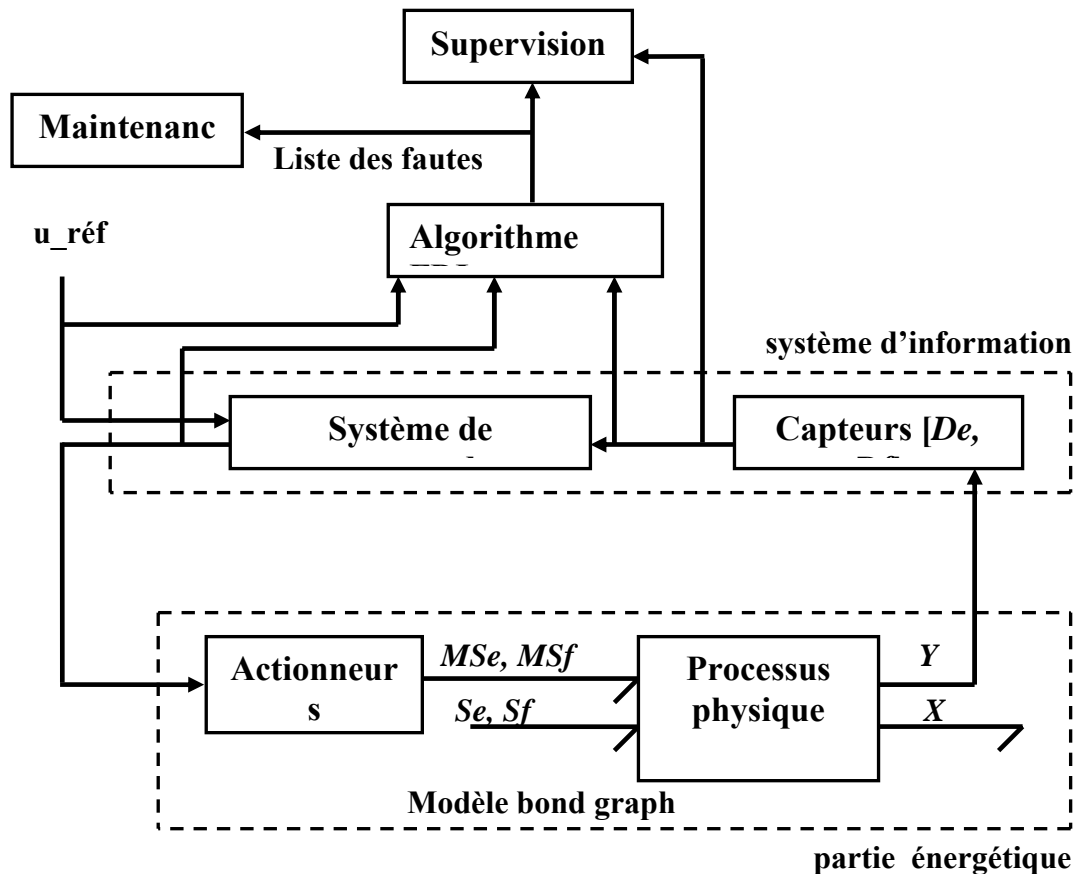 Supervision
Maintenanc
Liste des fautes
u_réf
Algorithme
système d’information
Système de
Capteurs [De,
Actionneur
s
MSe, MSf
Se, Sf
Processus
physique
Y
X
Modèle bond graph
partie énergétique